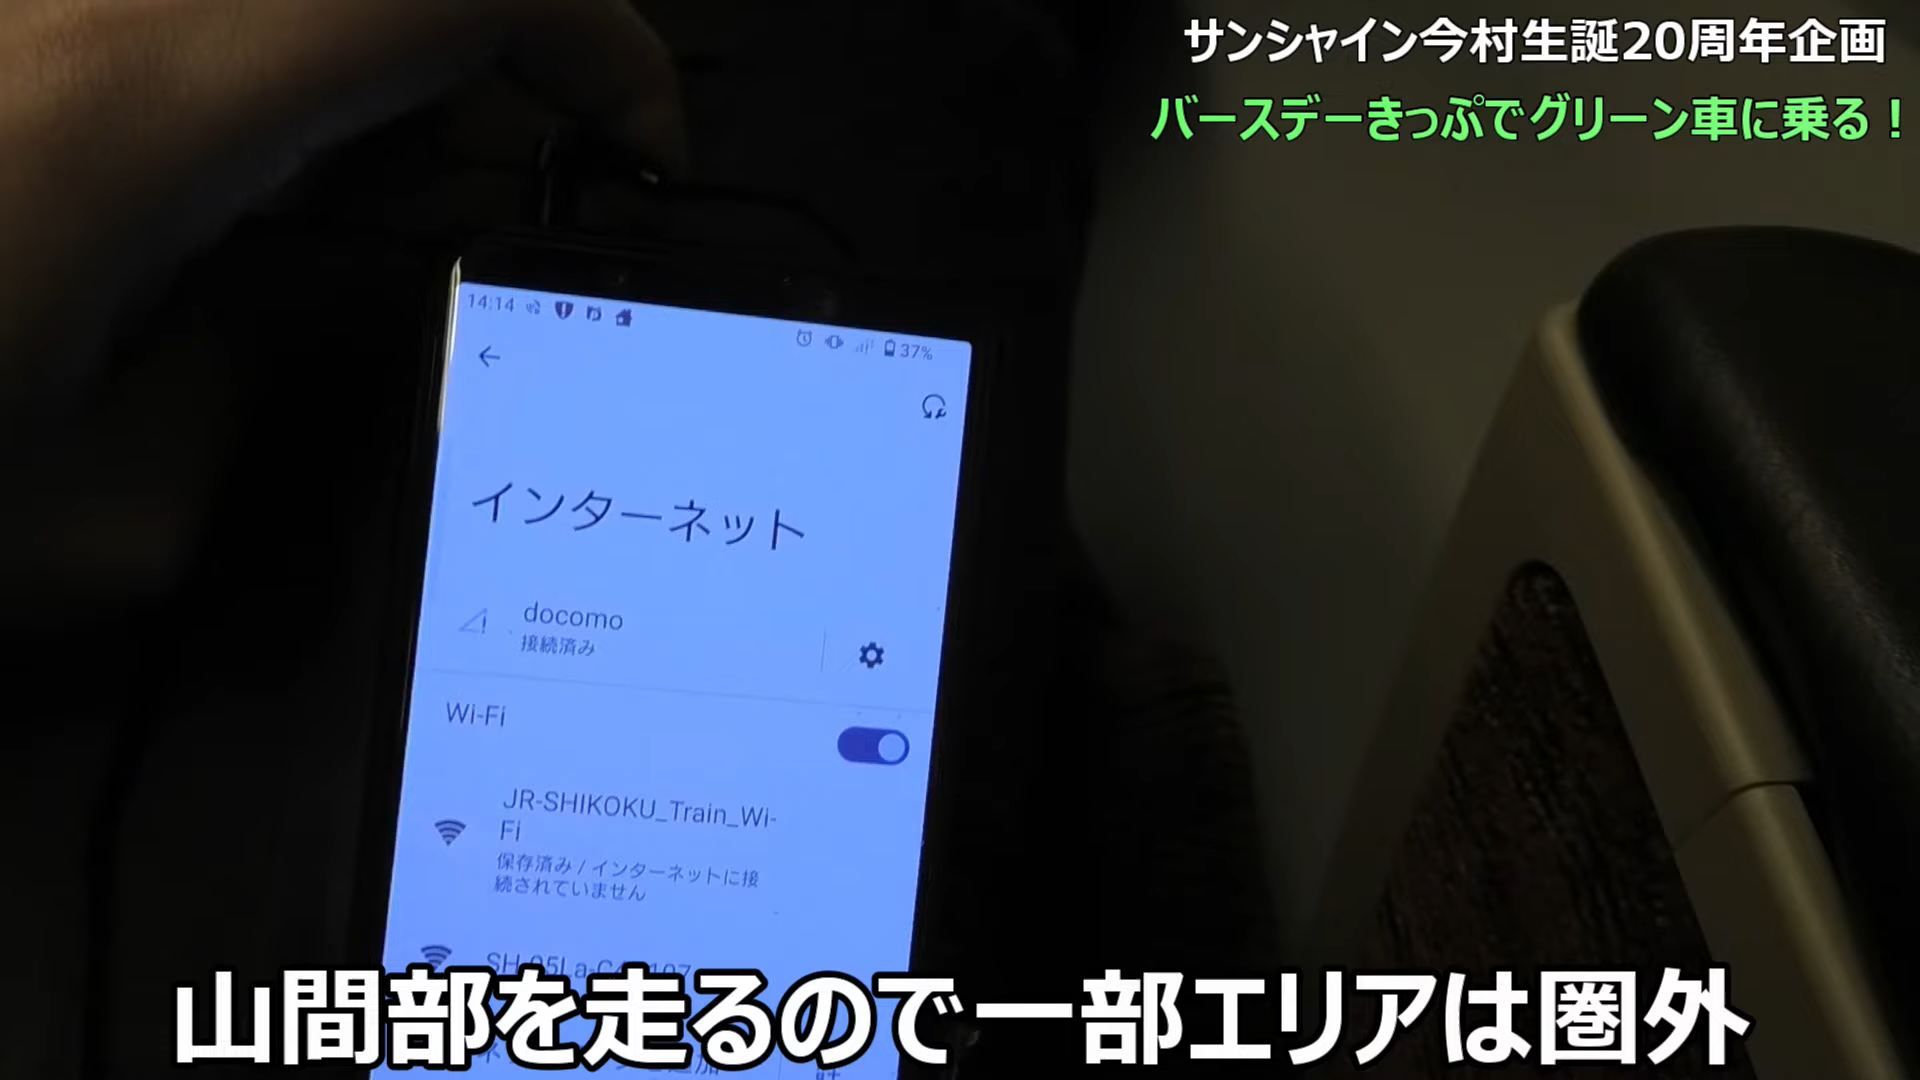 サンシャイン今村生誕20周年企画
バースデーきっぷでグリーン車に乗る！
14:14
37%
インターネット
docomo
接続済み
Wi-Fi
JR-SHIKOKU_Train_Wi-
Fi
保存済み / インターネットに接
続されていません
山間部を走るので一部エリアは圏外